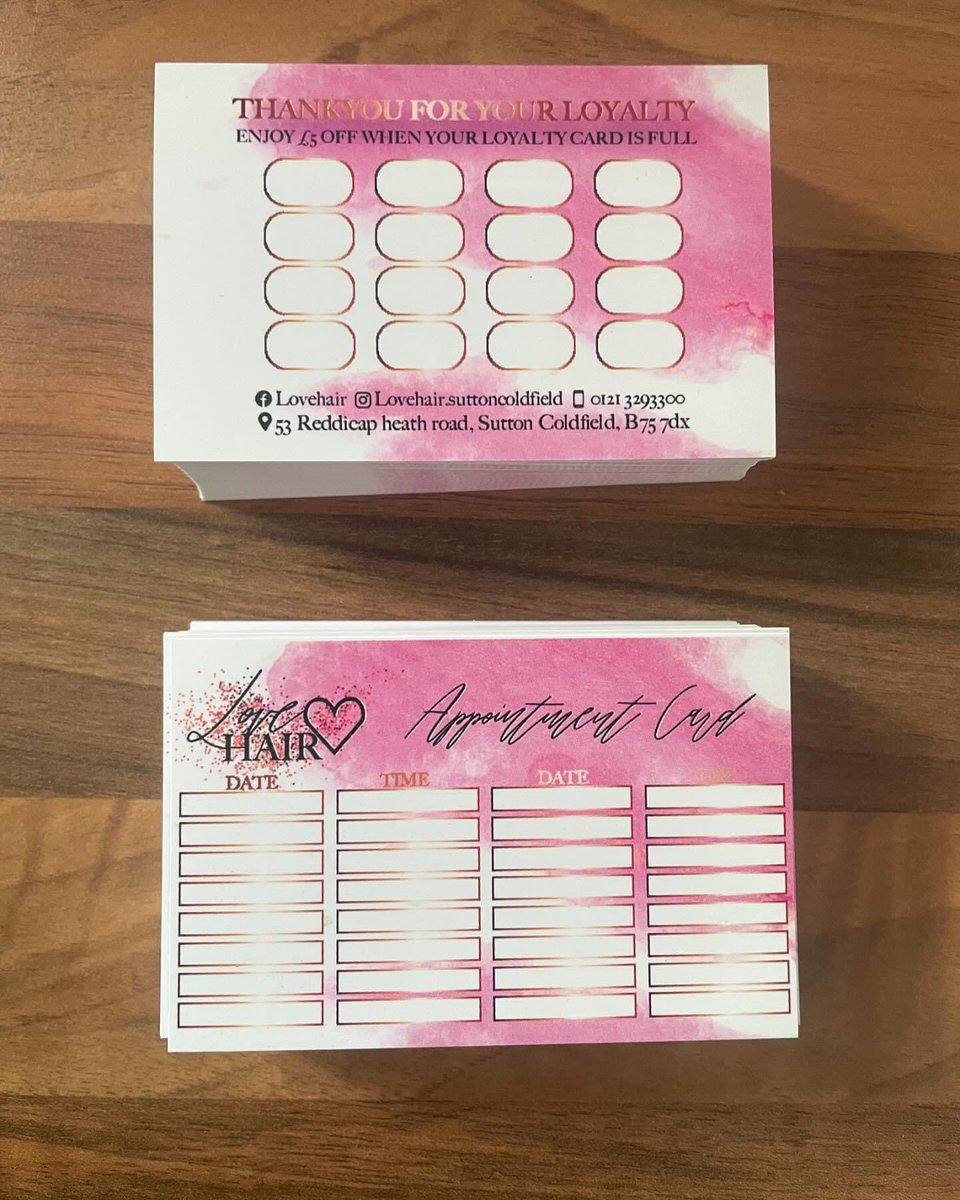 THANKYOU FOR YOUR LOYALTY
ENJOY £5 OFF WHEN YOUR LOYALTY CARD IS FULL
Lovehair Lovehair.suttoncoldfield 0121 3293300
53 Reddicap heath road, Sutton Coldfield, B75 7dx
Love
HAIR
Appointment Card
DATE TIME DATE